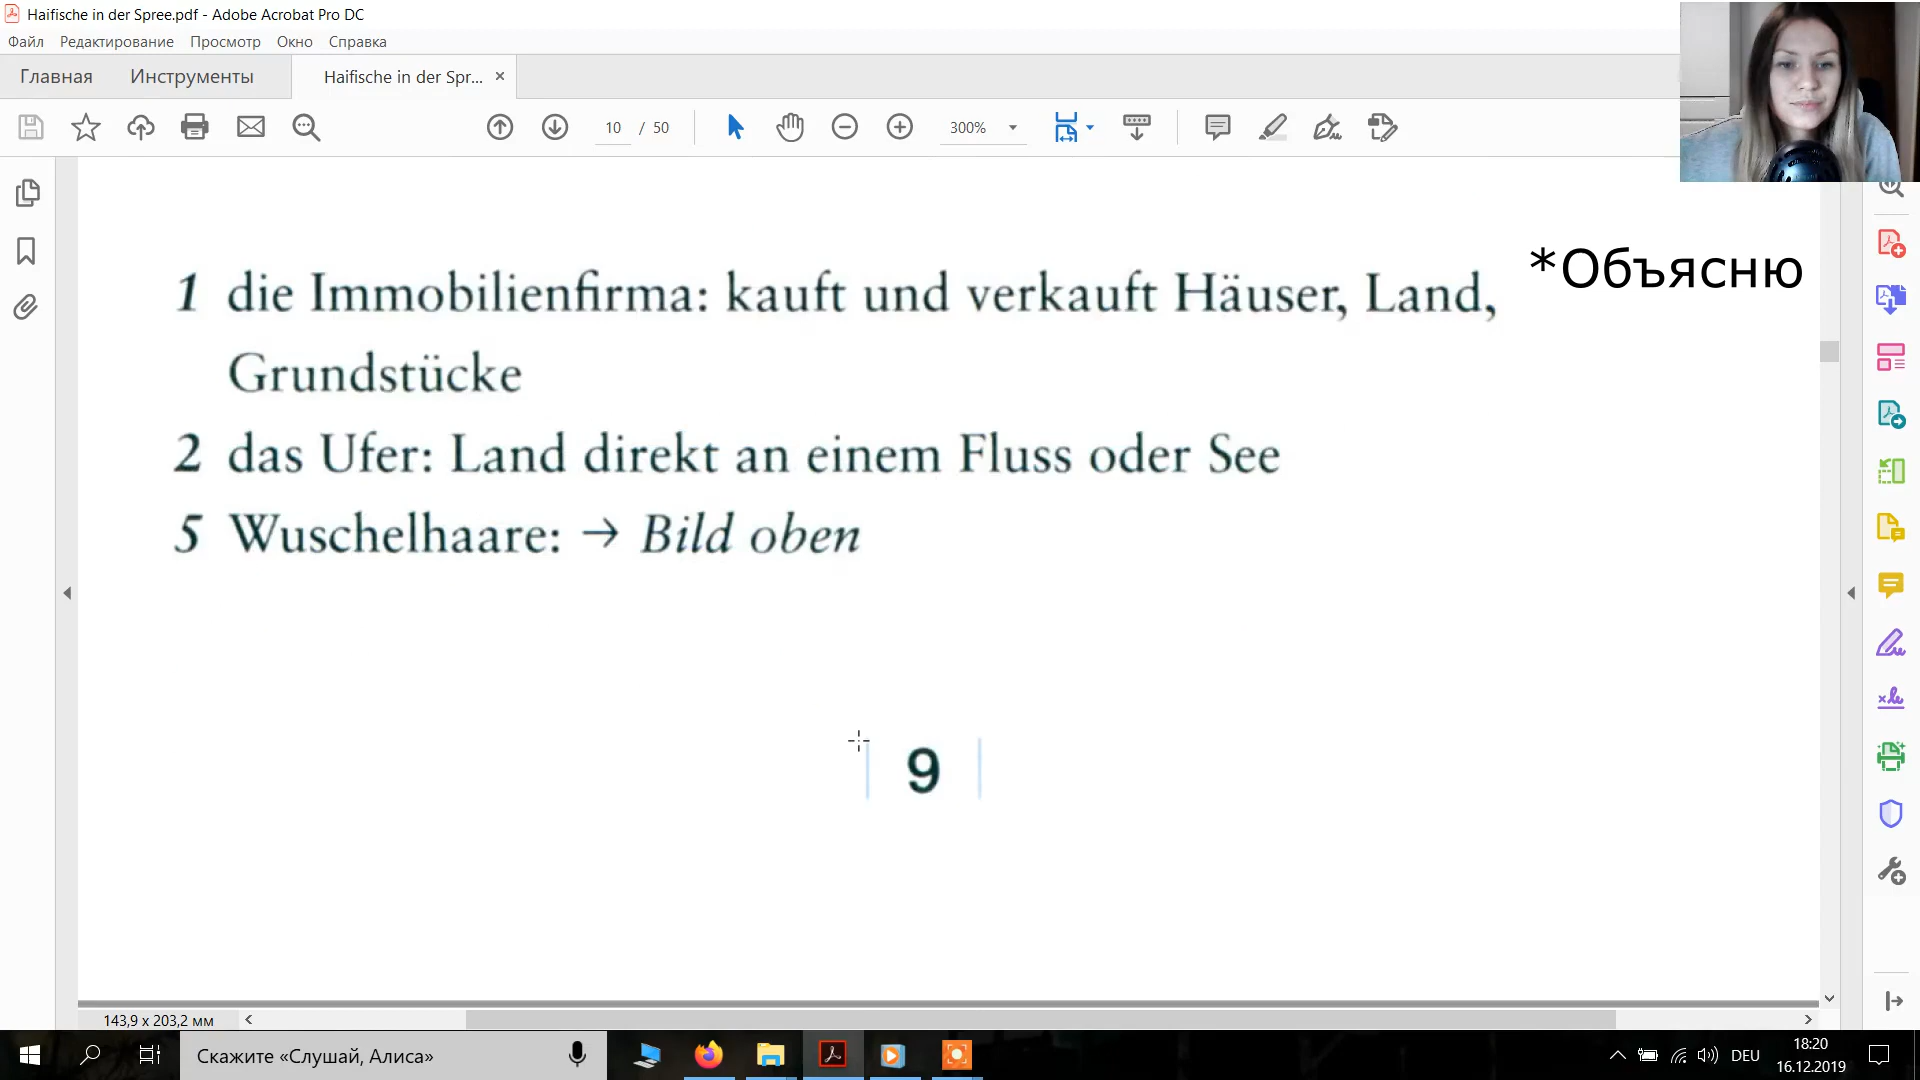 Haifische in der Spree.pdf - Adobe Acrobat Pro DC
Файл Редактирование Просмотр Окно Справка
Главная Инструменты Haifische in der Spr...
10 / 50 300%
*Объясню
1 die Immobilienfirma: kauft und verkauft Häuser, Land,
Grundstücke
2 das Ufer: Land direkt an einem Fluss oder See
5 Wuschelhaare: → Bild oben
9
143,9 x 203,2 мм
Скажите «Слушай, Алиса»
DEU
18:20
16.12.2019